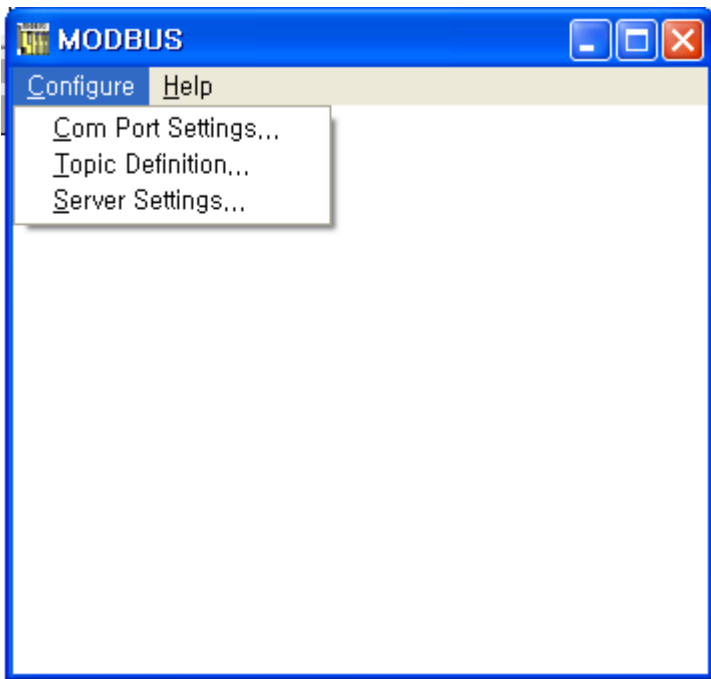 MODBUS
Configure Help
Com Port Settings...
Topic Definition...
Server Settings...